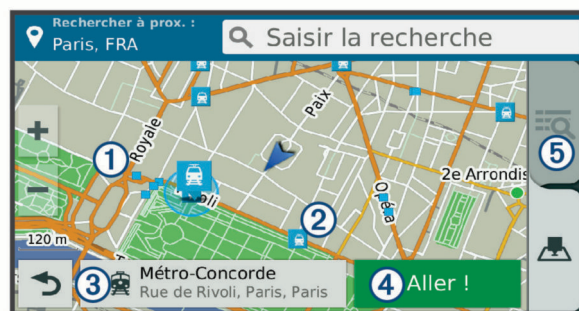 Rechercher à prox. :
Paris, FRA
Saisir la recherche
Paix
Royale
1
5
2e Arrondis
Opéra
2
120 m
3
Métro-Concorde
Rue de Rivoli, Paris, Paris
4
Aller !